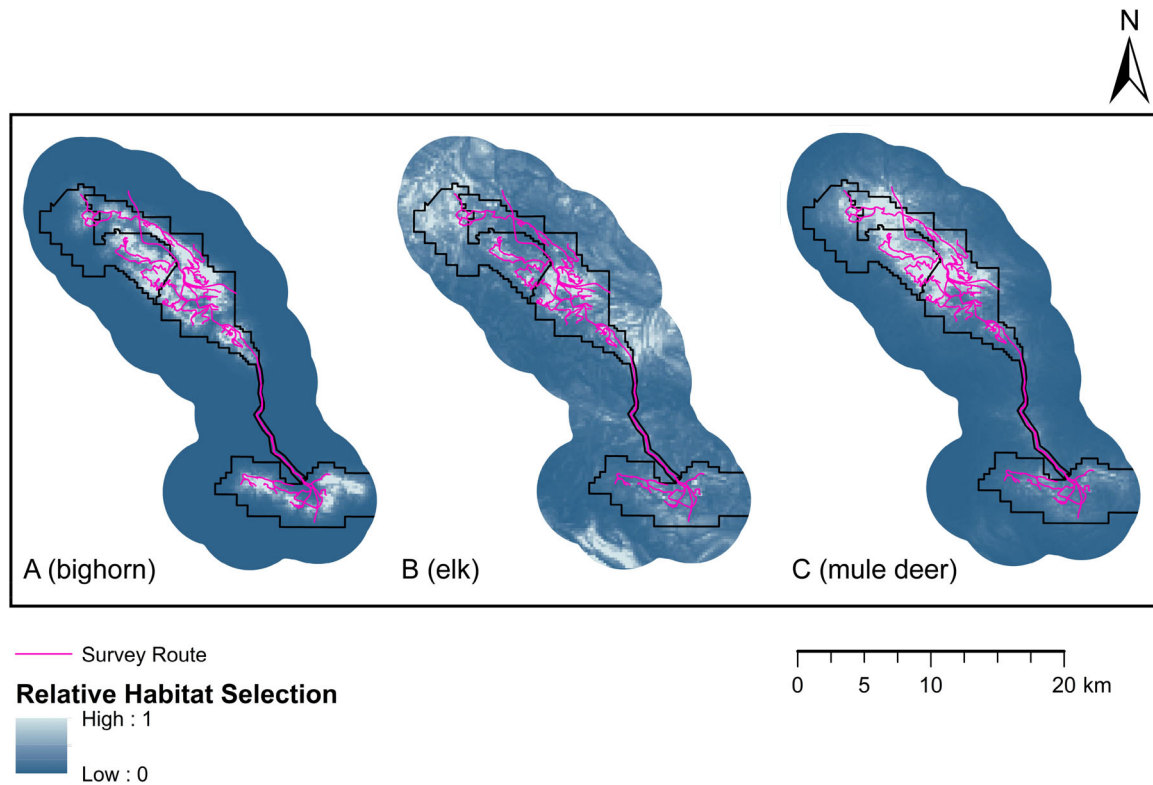 N
A (bighorn)
B (elk)
C (mule deer)
Survey Route
Relative Habitat Selection
High : 1
Low : 0
0 5 10 20 km